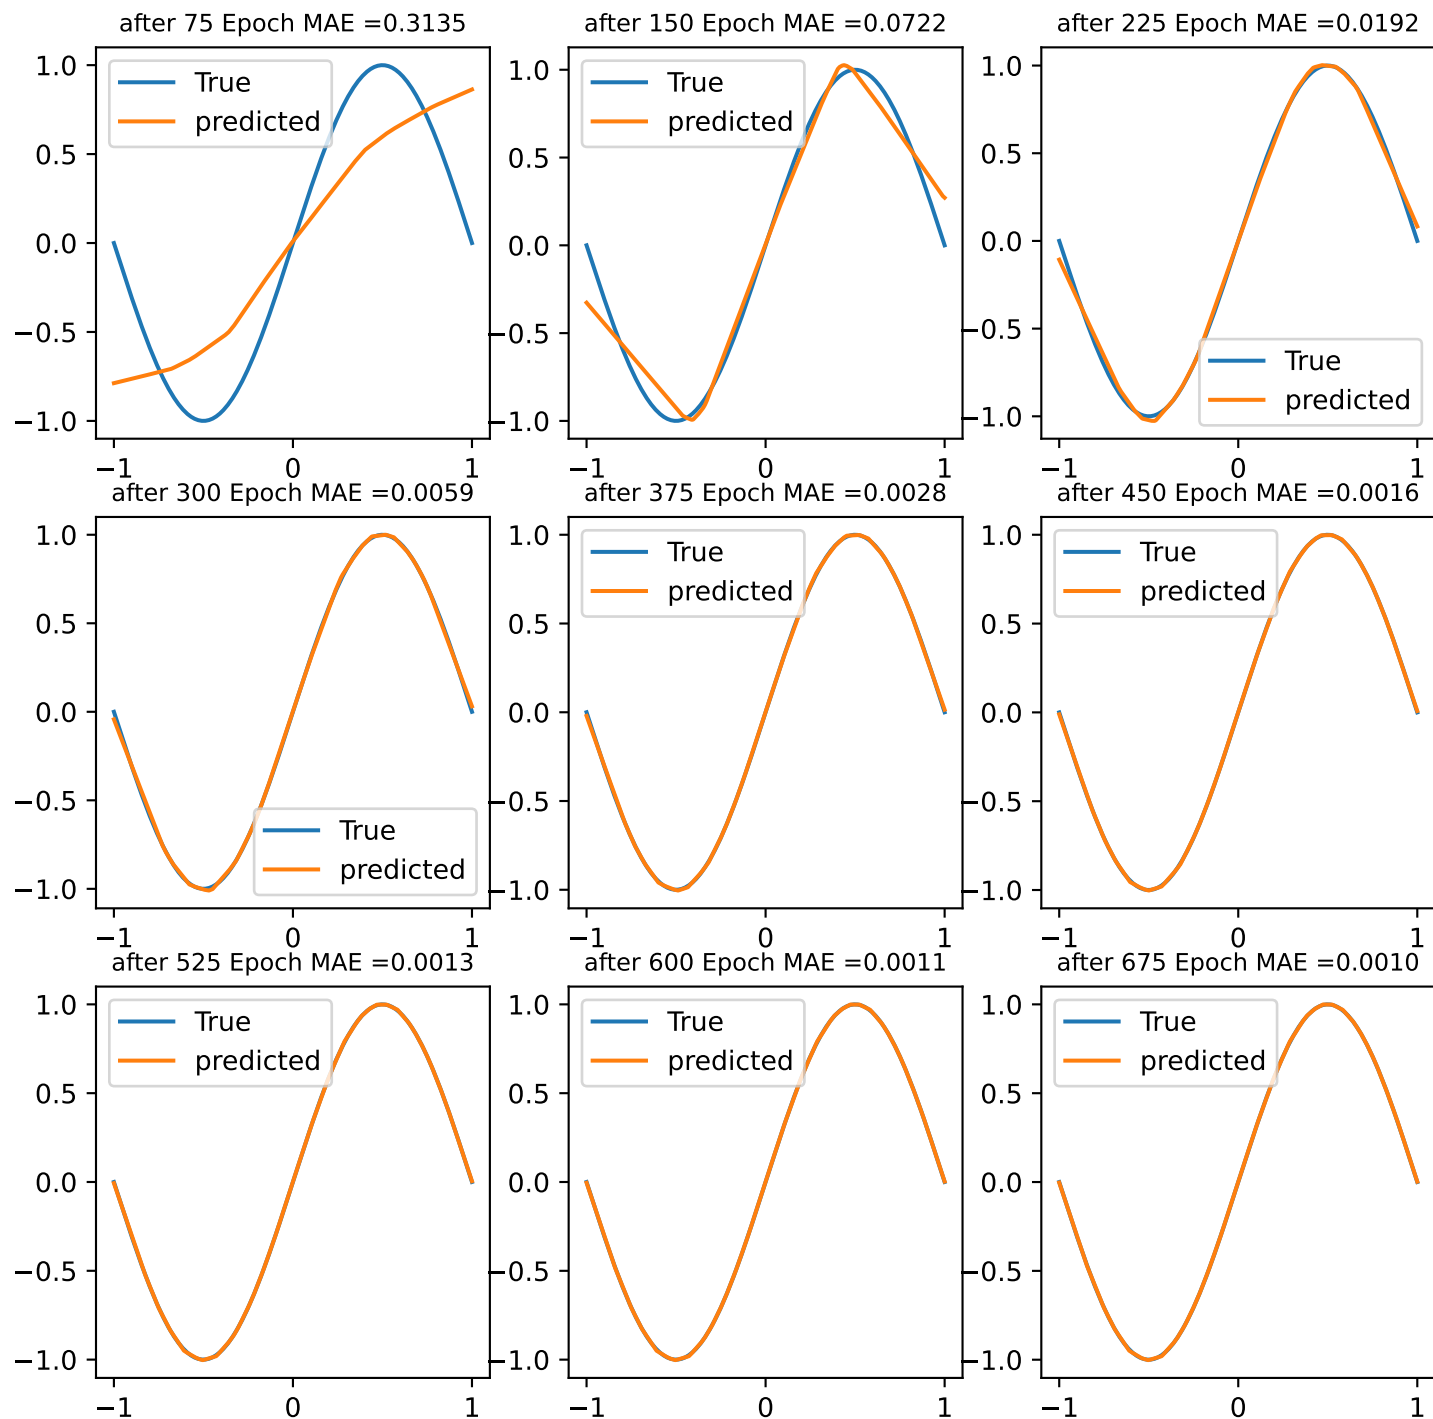 after 75 Epoch MAE =0.3135
after 150 Epoch MAE =0.0722
after 225 Epoch MAE =0.0192
1.0
0.5
0.0
−0.5
−1.0
True
predicted
−1 0 1
1.0
0.5
0.0
−0.5
−1.0
True
predicted
−1 0 1
1.0
0.5
0.0
−0.5
−1.0
True
predicted
−1 0 1
after 300 Epoch MAE =0.0059
after 375 Epoch MAE =0.0028
after 450 Epoch MAE =0.0016
1.0
0.5
0.0
−0.5
−1.0
True
predicted
−1 0 1
1.0
0.5
0.0
−0.5
−1.0
True
predicted
−1 0 1
1.0
0.5
0.0
−0.5
−1.0
True
predicted
−1 0 1
after 525 Epoch MAE =0.0013
after 600 Epoch MAE =0.0011
after 675 Epoch MAE =0.0010
1.0
0.5
0.0
−0.5
−1.0
True
predicted
−1 0 1
1.0
0.5
0.0
−0.5
−1.0
True
predicted
−1 0 1
1.0
0.5
0.0
−0.5
−1.0
True
predicted
−1 0 1